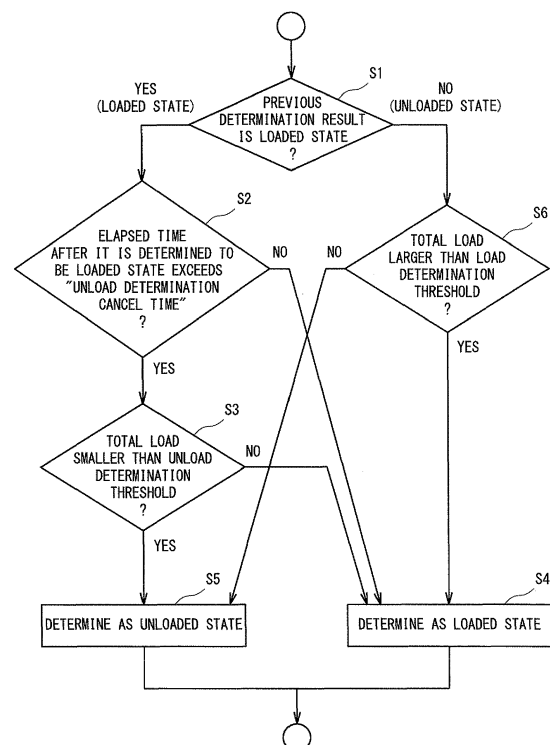 S1
YES
(LOADED STATE)
NO
(UNLOADED STATE)
PREVIOUS
DETERMINATION RESULT
IS LOADED STATE
?
S2
ELAPSED TIME
AFTER IT IS DETERMINED TO
BE LOADED STATE EXCEEDS
"UNLOAD DETERMINATION
CANCEL TIME"
?
NO
YES
S6
NO
TOTAL LOAD
LARGER THAN LOAD
DETERMINATION
THRESHOLD
?
YES
S3
TOTAL LOAD
SMALLER THAN UNLOAD
DETERMINATION
THRESHOLD
?
NO
YES
S5
DETERMINE AS UNLOADED STATE
S4
DETERMINE AS LOADED STATE